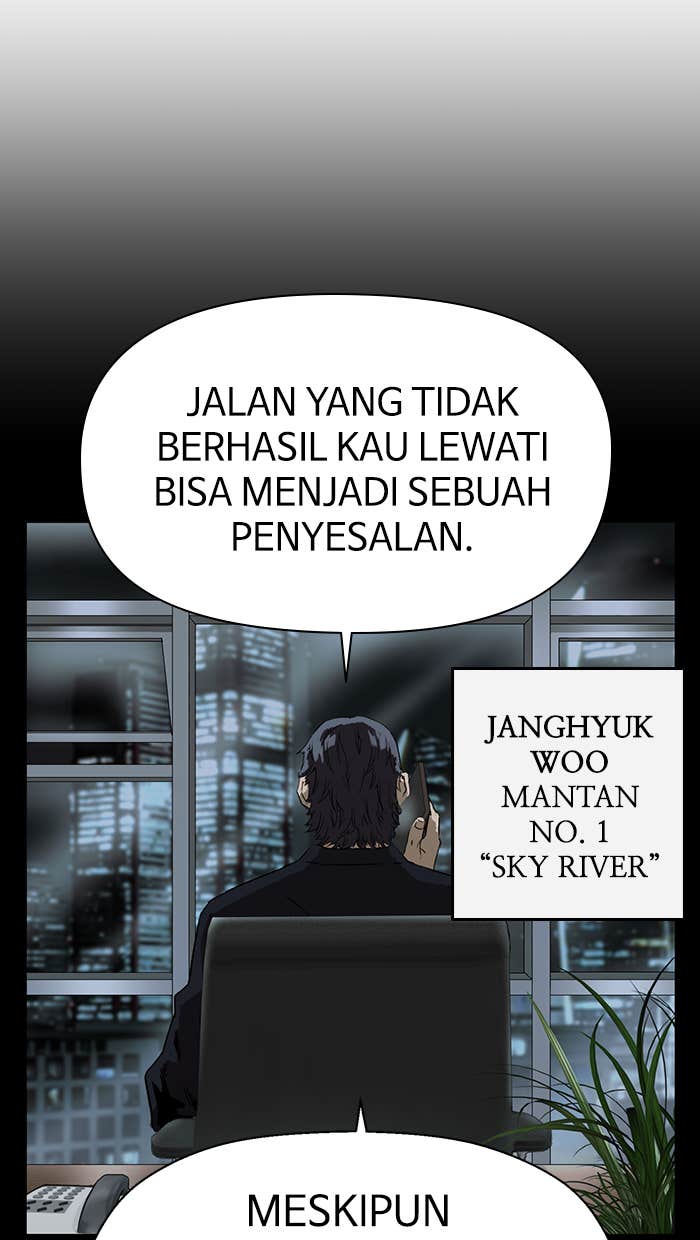 JALAN YANG TIDAK
BERHASIL KAU LEWATI
BISA MENJADI SEBUAH
PENYESALAN.
JANGHYUK
WOO
MANTAN
NO. 1
“SKY RIVER”
MESKIPUN